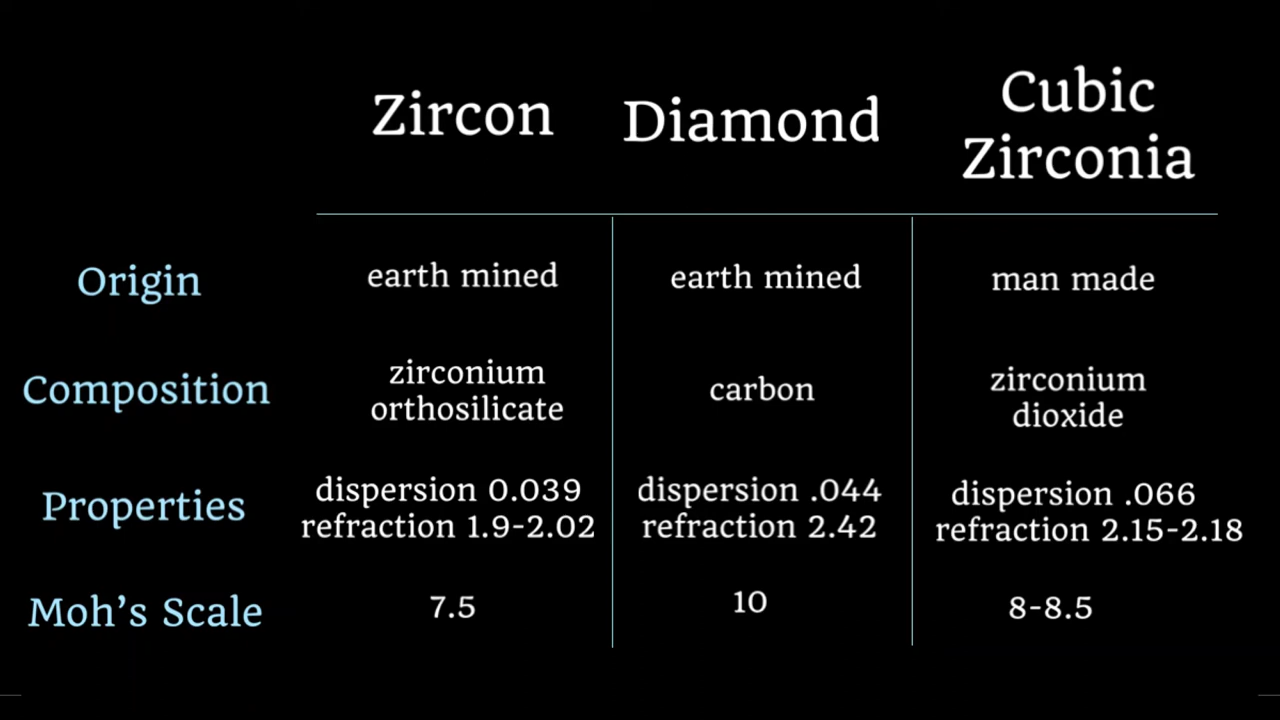 Zircon Diamond Cubic Zirconia
Origin earth mined earth mined man made
Composition zirconium orthosilicate carbon zirconium dioxide
Properties dispersion 0.039 refraction 1.9-2.02 dispersion .044 refraction 2.42 dispersion .066 refraction 2.15-2.18
Moh's Scale 7.5 10 8-8.5